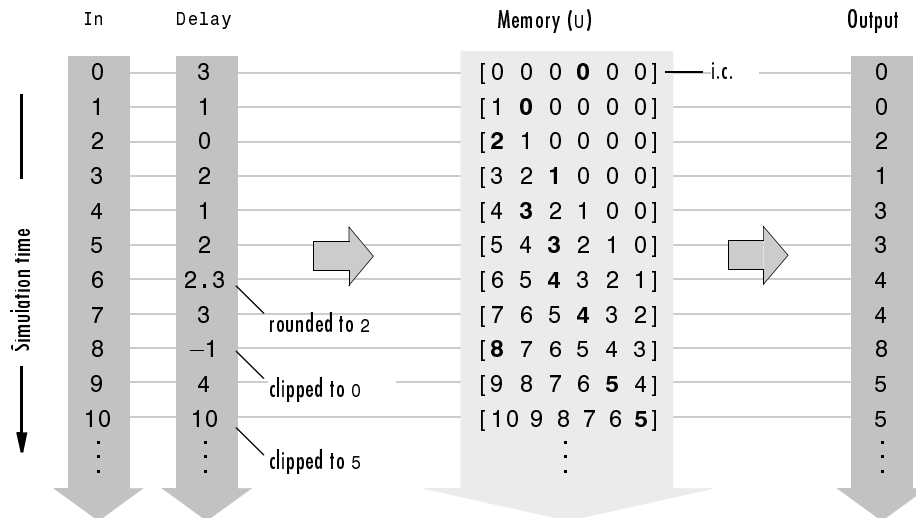 In Delay Memory (u) Output
0 3 [0 0 0 0 0 0] i.c. 0
1 1 [1 0 0 0 0 0] 0
2 0 [2 1 0 0 0 0] 2
3 2 [3 2 1 0 0 0] 1
4 1 [4 3 2 1 0 0] 3
5 2 [5 4 3 2 1 0] 3
6 2.3 [6 5 4 3 2 1] 4
rounded to 2
7 3 [7 6 5 4 3 2] 4
8 −1 [8 7 6 5 4 3] 8
clipped to 0
9 4 [9 8 7 6 5 4] 5
10 10 [10 9 8 7 6 5] 5
clipped to 5
Simulation time